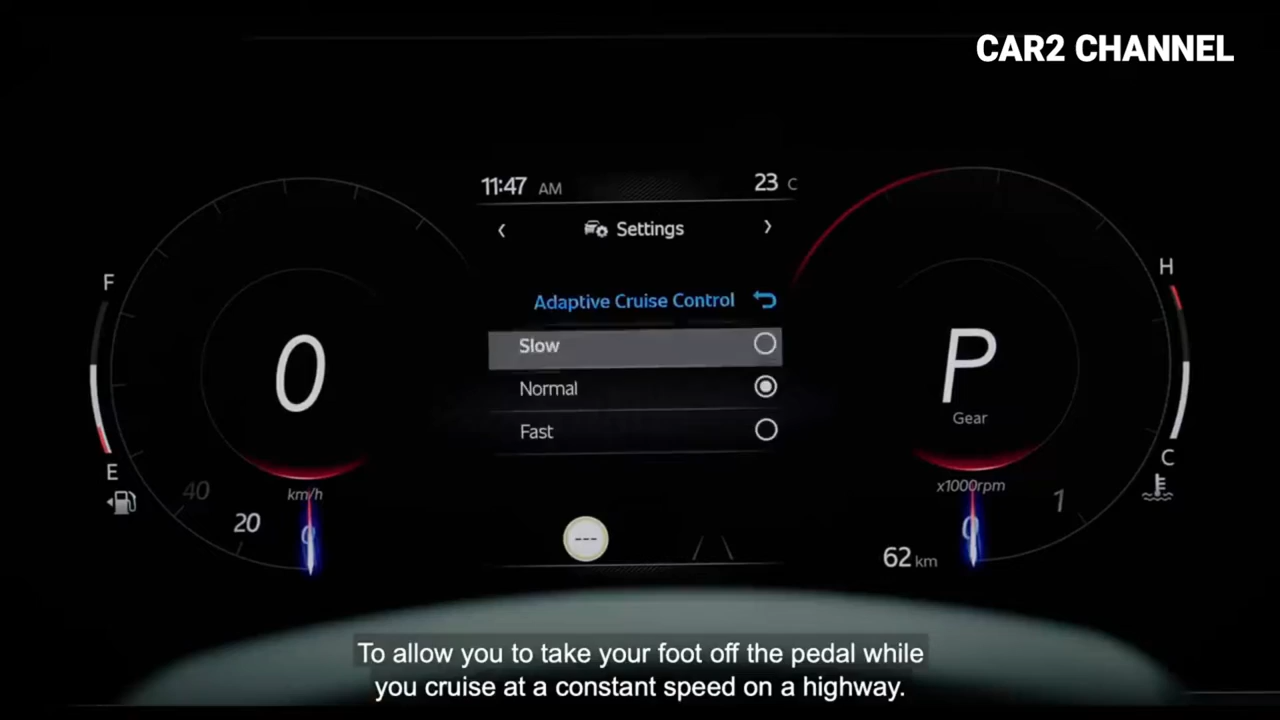 CAR2 CHANNEL
11:47 AM
23 C
Settings
Adaptive Cruise Control
Slow
Normal
Fast
F
E
0
km/h
40
20
0
P
Gear
x1000rpm
1
0
62 km
H
C
---
To allow you to take your foot off the pedal while
you cruise at a constant speed on a highway.